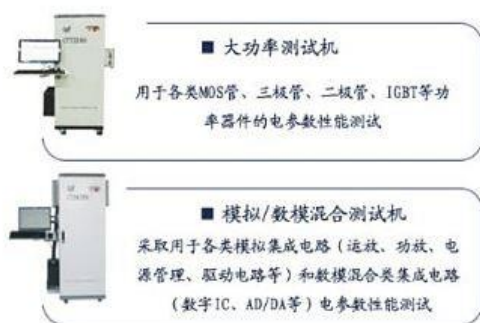 ■ 大功率测试机
用于各类MOS管、三极管、二极管、IGBT等功
率器件的电参数性能测试
■ 模拟/数模混合测试机
采取用于各类模拟集成电路（运放、功放、电
源管理、驱动电路等）和数模混合类集成电路
（数字IC、AD/DA等）电参数性能测试